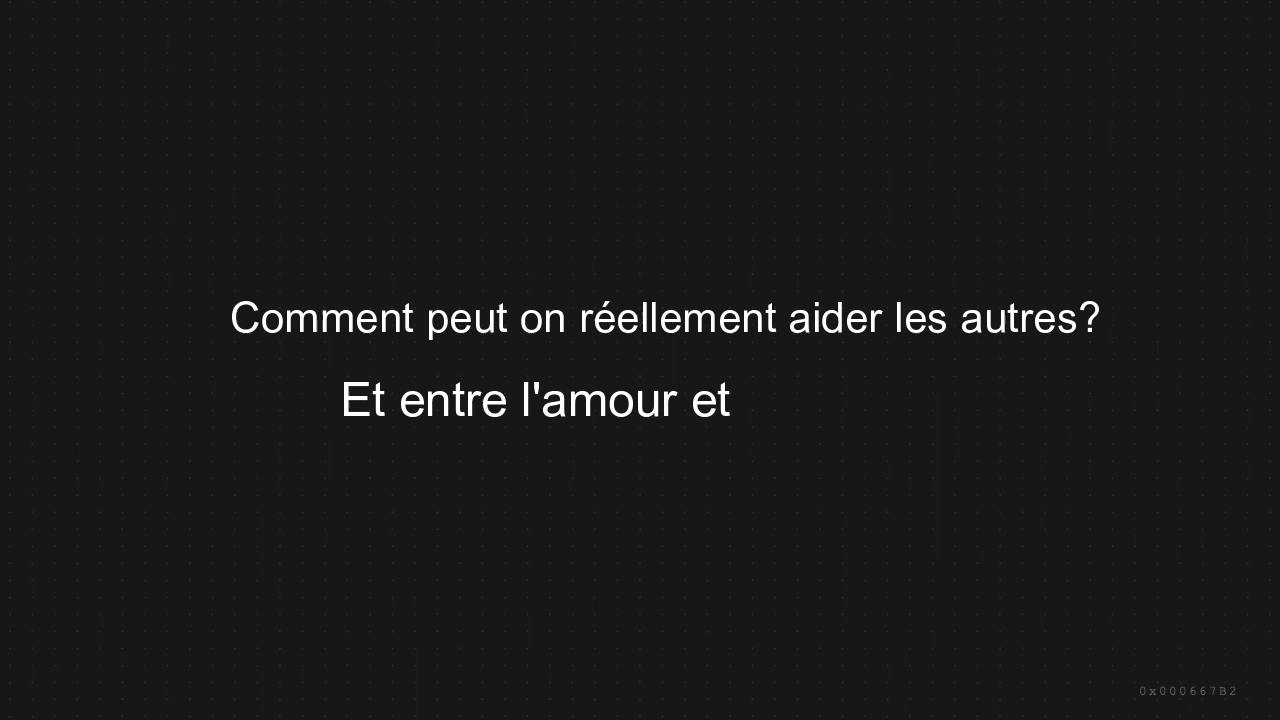 Comment peut on réellement aider les autres?
Et entre l'amour et
0x000667B2